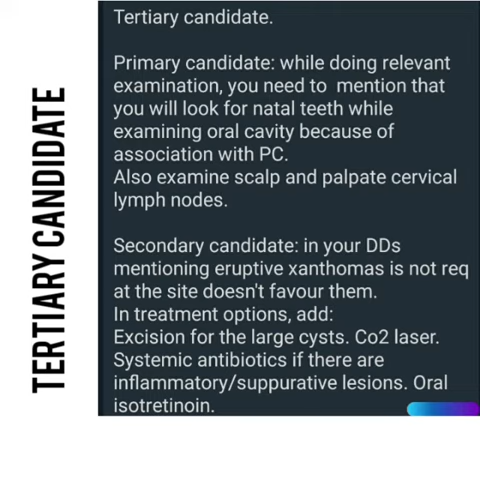 TERTIARY CANDIDATE
Tertiary candidate.
Primary candidate: while doing relevant
examination, you need to mention that
you will look for natal teeth while
examining oral cavity because of
association with PC.
Also examine scalp and palpate cervical
lymph nodes.
Secondary candidate: in your DDs
mentioning eruptive xanthomas is not req
at the site doesn't favour them.
In treatment options, add:
Excision for the large cysts. Co2 laser.
Systemic antibiotics if there are
inflammatory/suppurative lesions. Oral
isotretinoin.